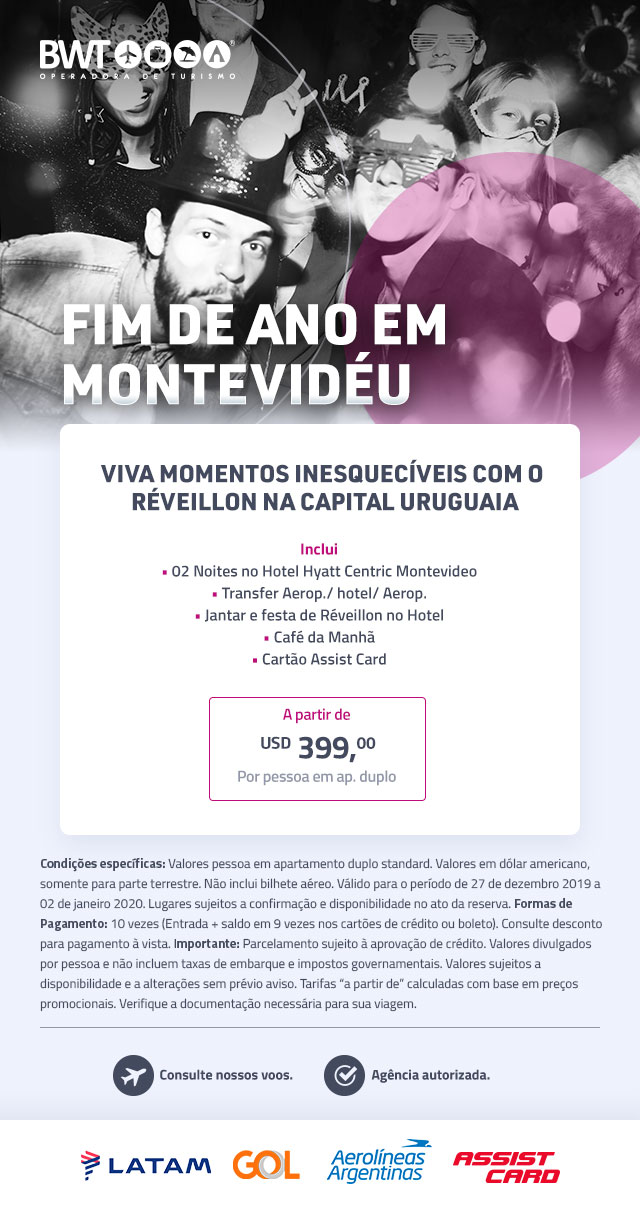 BWT
OPERADORA DE TURISMO
FIM DE ANO EM
MONTEVIDÉU
VIVA MOMENTOS INESQUECÍVEIS COM O
RÉVEILLON NA CAPITAL URUGUAIA
Inclui
▪ 02 Noites no Hotel Hyatt Centric Montevideo
▪ Transfer Aerop./ hotel/ Aerop.
▪ Jantar e festa de Réveillon no Hotel
▪ Café da Manhã
▪ Cartão Assist Card
A partir de
USD 399,00
Por pessoa em ap. duplo
Condições específicas: Valores pessoa em apartamento duplo standard. Valores em dólar americano,
somente para parte terrestre. Não inclui bilhete aéreo. Válido para o período de 27 de dezembro 2019 a
02 de janeiro 2020. Lugares sujeitos a confirmação e disponibilidade no ato da reserva. Formas de
Pagamento: 10 vezes (Entrada + saldo em 9 vezes nos cartões de crédito ou boleto). Consulte desconto
para pagamento à vista. Importante: Parcelamento sujeito à aprovação de crédito. Valores divulgados
por pessoa e não incluem taxas de embarque e impostos governamentais. Valores sujeitos a
disponibilidade e a alterações sem prévio aviso. Tarifas “a partir de” calculadas com base em preços
promocionais. Verifique a documentação necessária para sua viagem.
Consulte nossos voos.
Agência autorizada.
LATAM
GOL
Aerolíneas
Argentinas
ASSIST
CARD